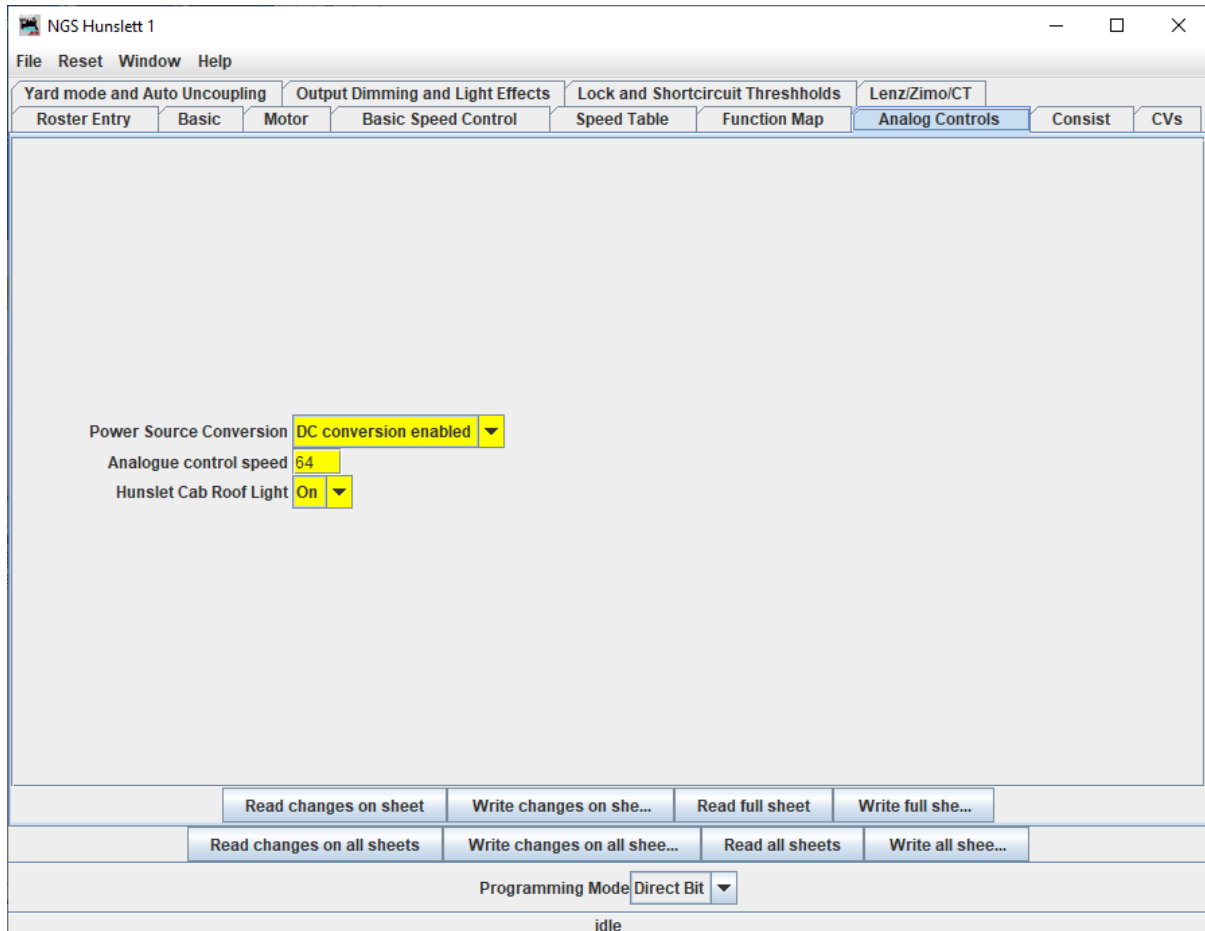 NGS Hunslett 1
File Reset Window Help
Yard mode and Auto Uncoupling Output Dimming and Light Effects Lock and Shortcircuit Threshholds Lenz/Zimo/CT
Roster Entry Basic Motor Basic Speed Control Speed Table Function Map Analog Controls Consist CVs
Power Source Conversion DC conversion enabled
Analogue control speed 64
Hunslet Cab Roof Light On
Read changes on sheet Write changes on she... Read full sheet Write full she...
Read changes on all sheets Write changes on all shee... Read all sheets Write all shee...
Programming Mode Direct Bit
idle